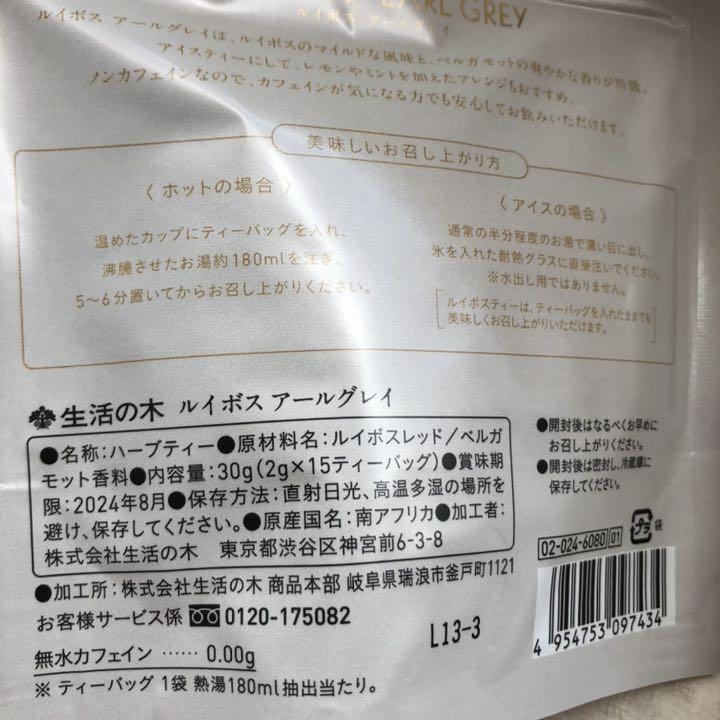 EARL GREY
ルイボス アールグレイ
ルイボス アールグレイは、ルイボスのマイルドな風味と、ベルガモットの爽やかな香りが特徴。
アイスティーにして、レモンやミントを加えたアレンジもおすすめ。
ノンカフェインなので、カフェインが気になる方でも安心してお飲みいただけます。
美味しいお召し上がり方
〈ホットの場合〉
温めたカップにティーバッグを入れ、
沸騰させたお湯約180mlを注ぎ、
5〜6分置いてからお召し上がりください。
〈アイスの場合〉
通常の半分程度のお湯で濃い目に出し、
氷を入れた耐熱グラスに直接注いでください。
※水出し用ではありません。
ルイボスティーは、ティーバッグを入れたままでも
美味しくお召し上がりいただけます。
生活の木 ルイボス アールグレイ
●名称:ハーブティー●原材料名:ルイボスレッド/ベルガ
モット香料●内容量:30g(2g×15ティーバッグ)●賞味期
限:2024年8月●保存方法:直射日光、高温多湿の場所を
避け、保存してください。●原産国名:南アフリカ●加工者:
株式会社生活の木 東京都渋谷区神宮前6-3-8
●加工所:株式会社生活の木 商品本部 岐阜県瑞浪市釜戸町1121
お客様サービス係 0120-175082
無水カフェイン …… 0.00g
※ ティーバッグ 1袋 熱湯180ml抽出当たり。
L13-3
●開封後はなるべくお早めに
お召し上がりください。
●開封後は密封し、冷蔵庫に
保存してください。
02-024-6080 01
プラ 袋
4 954753 097434